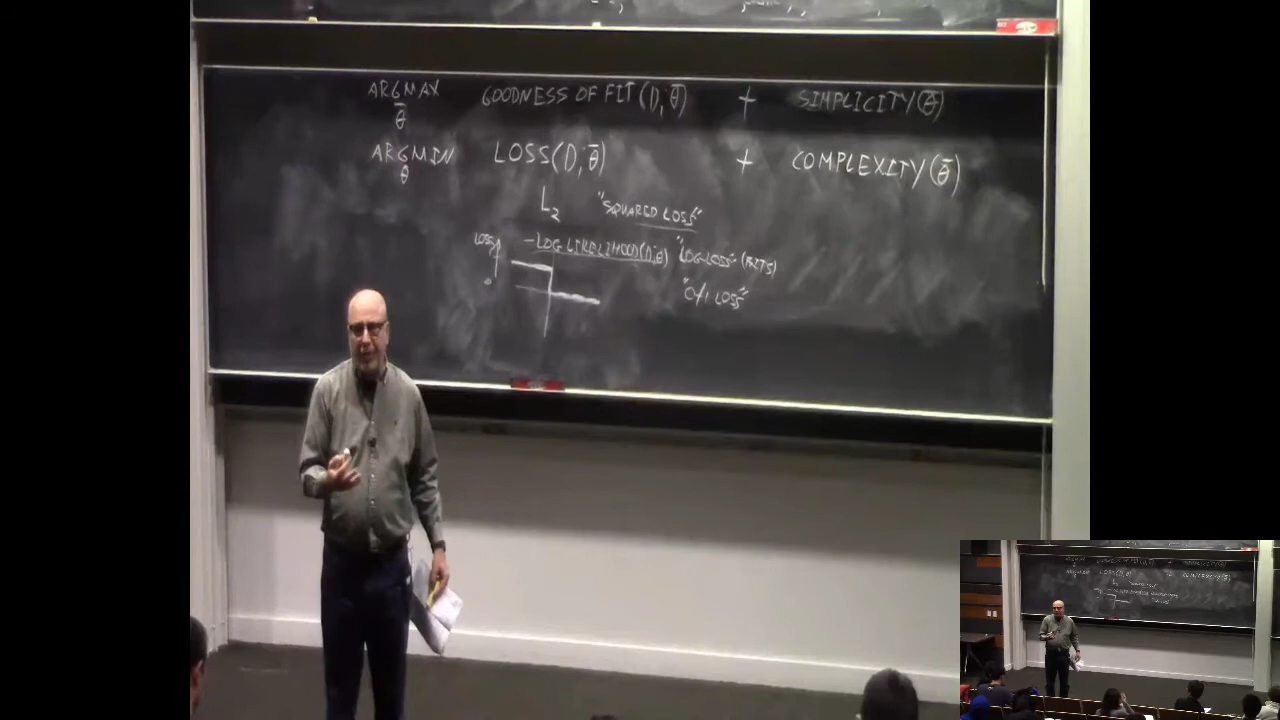 ARGMAX GOODNESS OF FIT (D, θ̄) + SIMPLICITY (θ̄)
θ̄
ARGMIN LOSS(D, θ̄) + COMPLEXITY (θ̄)
θ
L₂ "SQUARED LOSS"
LOSS -LOG LIKELIHOOD(D;θ) "LOG-LOSS" (BITS)
0 "0/1 LOSS"